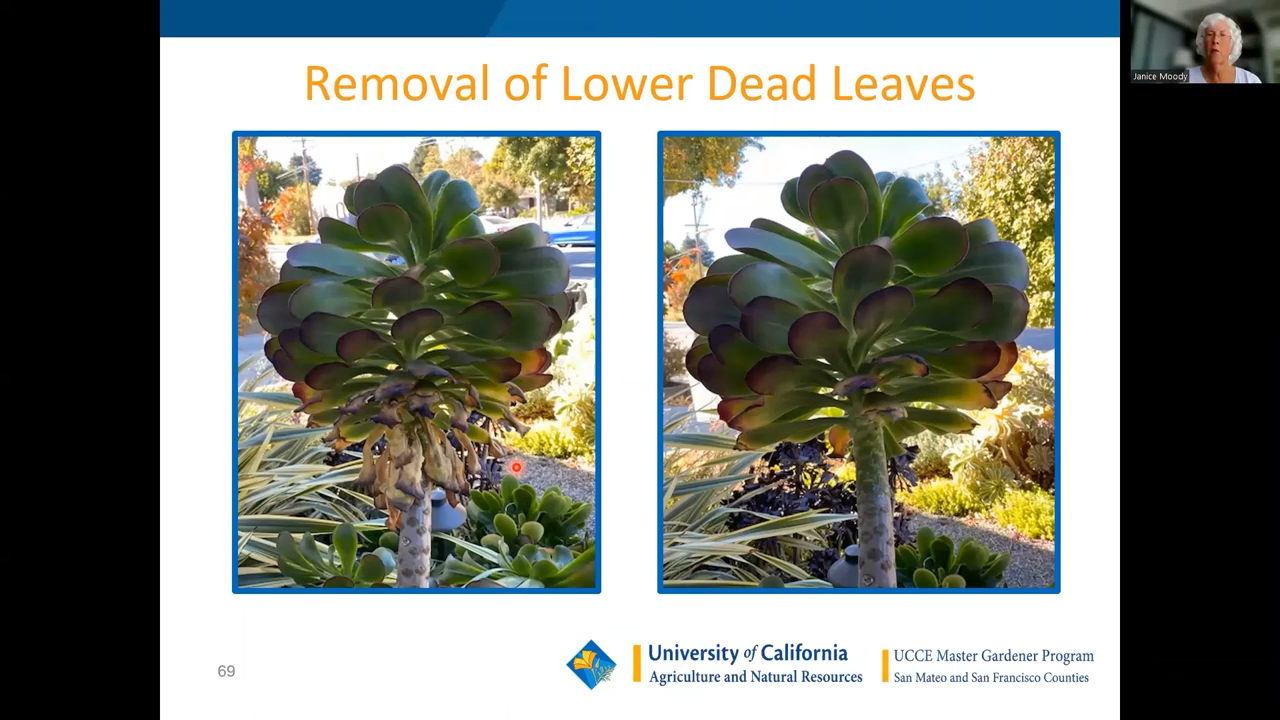 Removal of Lower Dead Leaves
Janice Moody
69
University of California
Agriculture and Natural Resources
UCCE Master Gardener Program
San Mateo and San Francisco Counties